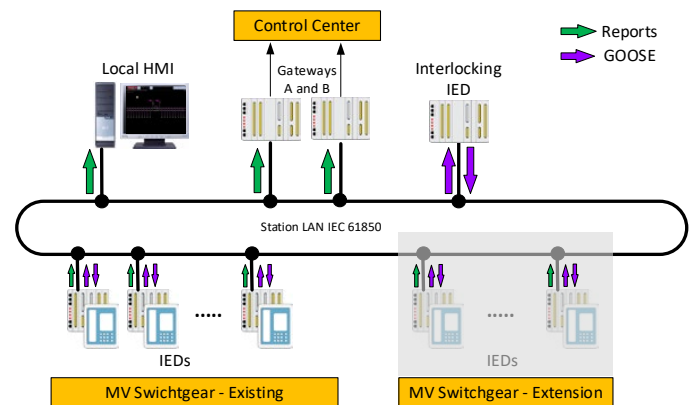 Control Center
Reports
GOOSE
Local HMI
Gateways
A and B
Interlocking
IED
Station LAN IEC 61850
.....
.....
IEDs
IEDs
MV Swichtgear - Existing
MV Switchgear - Extension